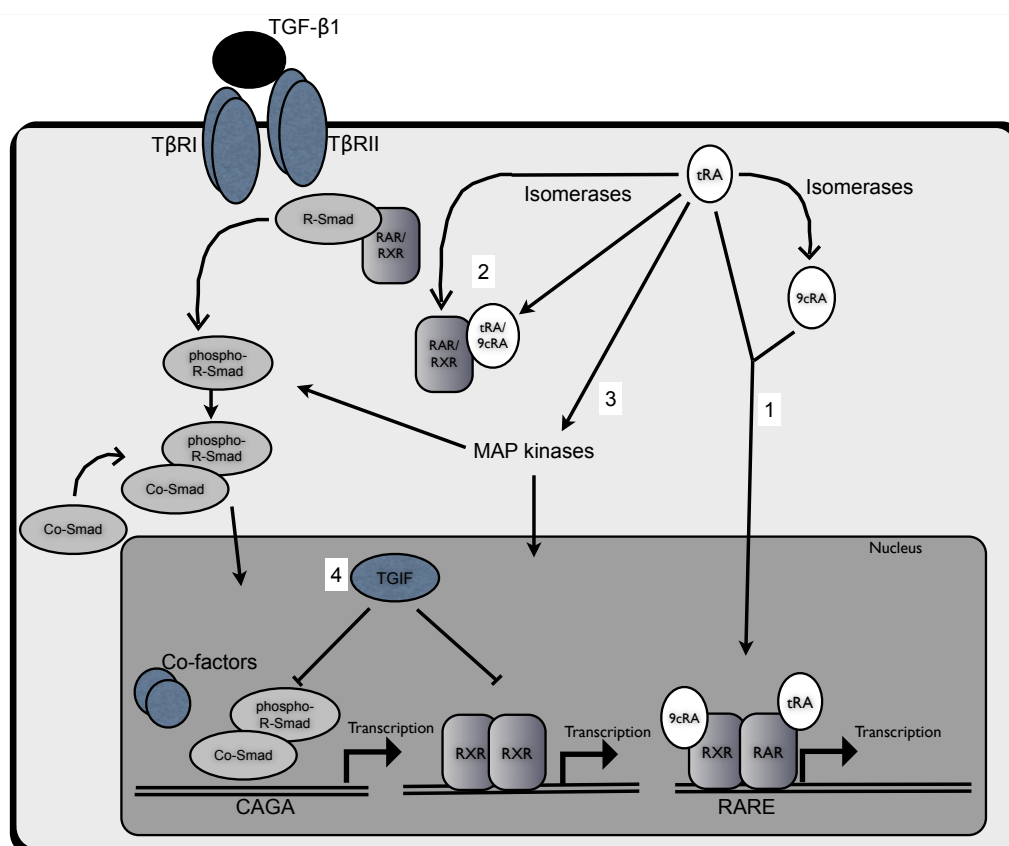 TGF-β1
TβRI
TβRII
tRA
Isomerases
Isomerases
R-Smad
RAR/
RXR
2
9cRA
tRA/
9cRA
RAR/
RXR
phospho-
R-Smad
3
1
phospho-
R-Smad
MAP kinases
Co-Smad
Co-Smad
Nucleus
4
TGIF
Co-factors
phospho-
R-Smad
Co-Smad
Transcription
RXR
RXR
Transcription
9cRA
tRA
RXR
RAR
Transcription
CAGA
RARE